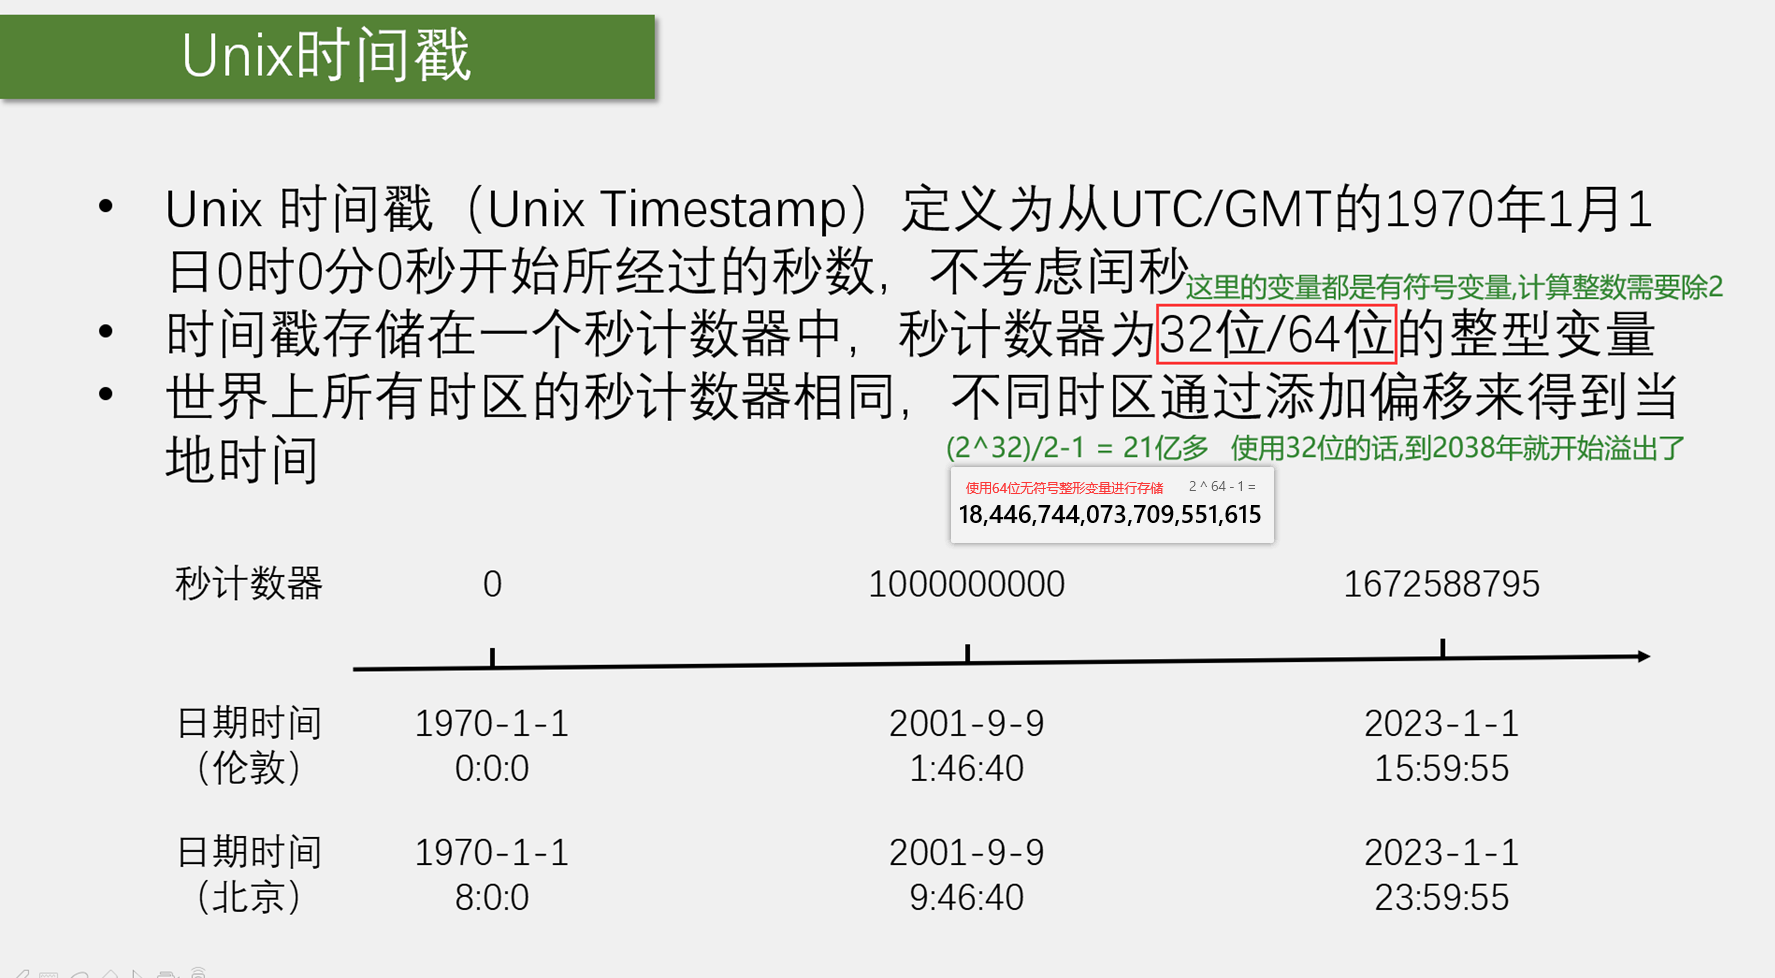 Unix时间戳
• Unix 时间戳（Unix Timestamp）定义为从UTC/GMT的1970年1月1
日0时0分0秒开始所经过的秒数，不考虑闰秒
这里的变量都是有符号变量,计算整数需要除2
• 时间戳存储在一个秒计数器中，秒计数器为32位/64位的整型变量
• 世界上所有时区的秒计数器相同，不同时区通过添加偏移来得到当
地时间
(2^32)/2-1 = 21亿多 使用32位的话,到2038年就开始溢出了
使用64位无符号整形变量进行存储 2 ^ 64 - 1 =
18,446,744,073,709,551,615
秒计数器 0 1000000000 1672588795
日期时间 1970-1-1 2001-9-9 2023-1-1
（伦敦） 0:0:0 1:46:40 15:59:55
日期时间 1970-1-1 2001-9-9 2023-1-1
（北京） 8:0:0 9:46:40 23:59:55